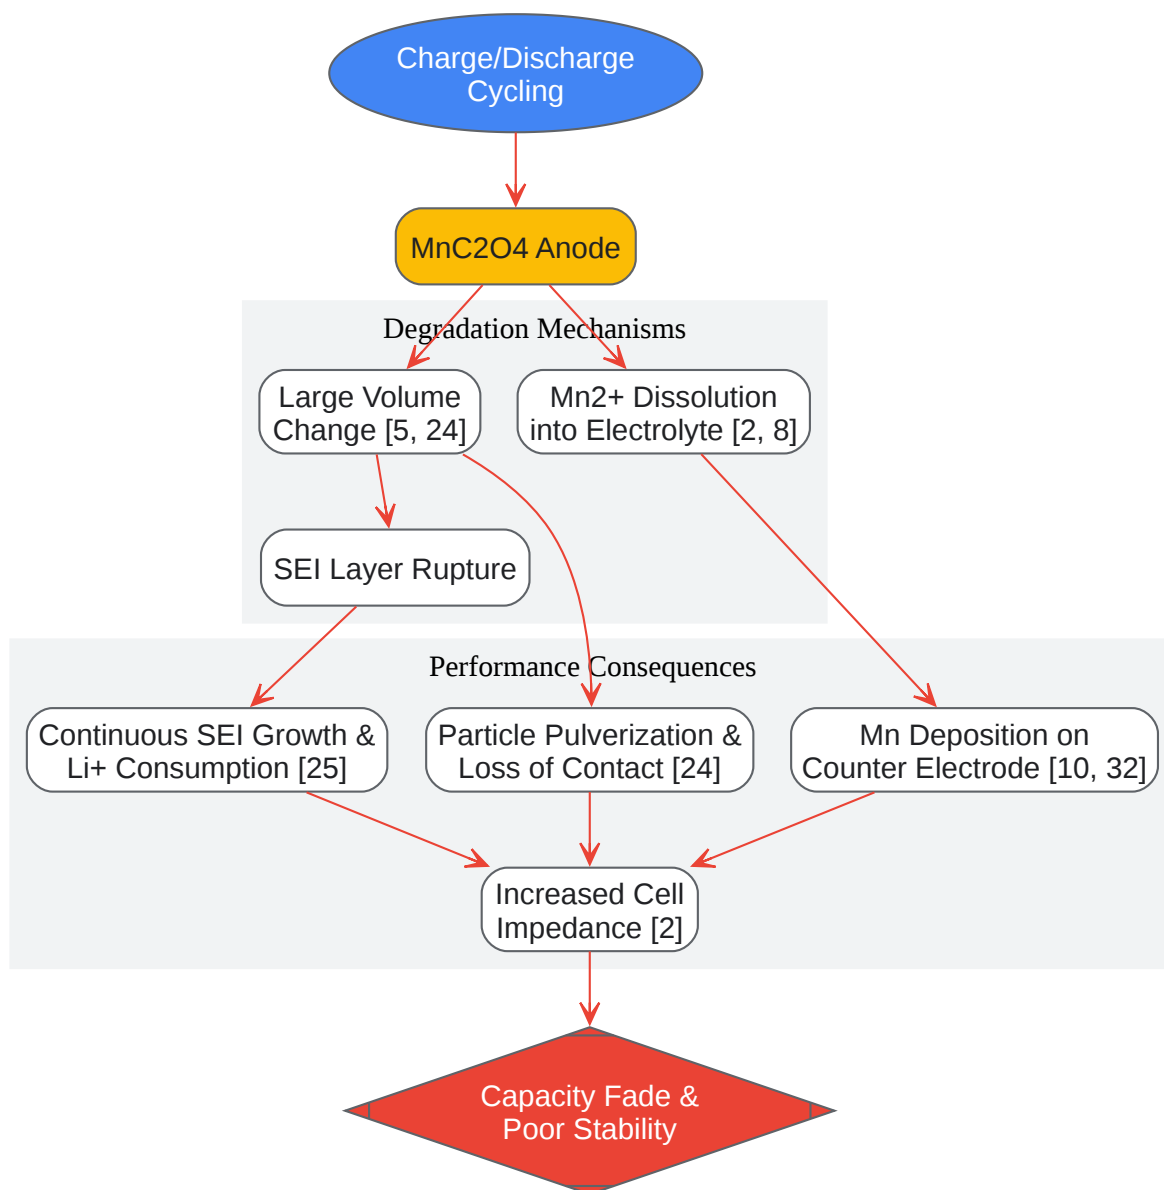 Charge/Discharge
Cycling
MnC2O4 Anode
Degradation Mechanisms
Large Volume
Change [5, 24]
Mn2+ Dissolution
into Electrolyte [2, 8]
SEI Layer Rupture
Performance Consequences
Continuous SEI Growth &
Li+ Consumption [25]
Particle Pulverization &
Loss of Contact [24]
Mn Deposition on
Counter Electrode [10, 32]
Increased Cell
Impedance [2]
Capacity Fade &
Poor Stability